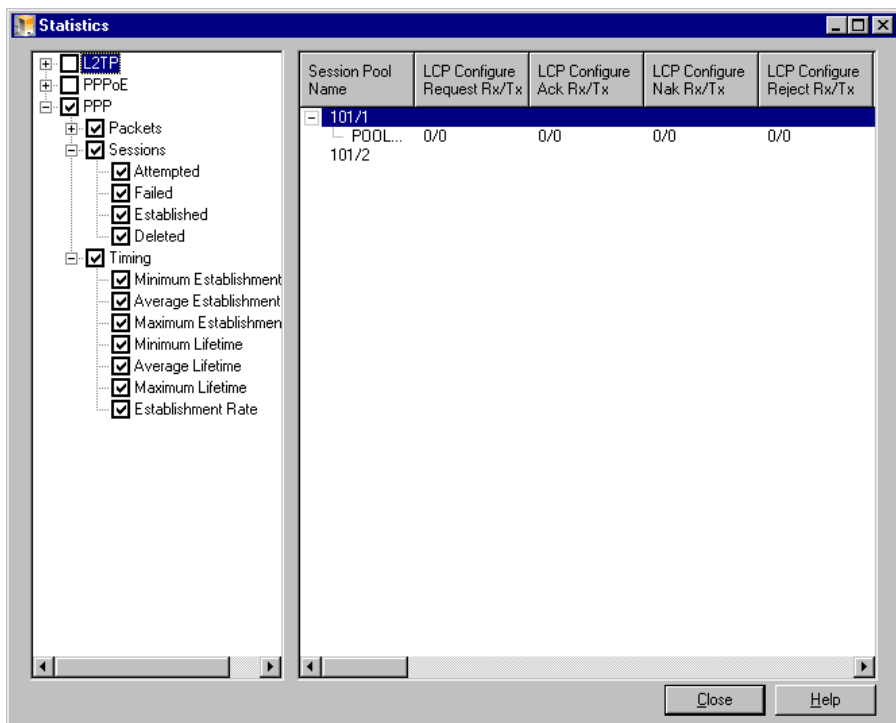 Statistics
L2TP
PPPoE
PPP
Packets
Sessions
Attempted
Failed
Established
Deleted
Timing
Minimum Establishment
Average Establishment
Maximum Establishmen
Minimum Lifetime
Average Lifetime
Maximum Lifetime
Establishment Rate
Session Pool Name LCP Configure Request Rx/Tx LCP Configure Ack Rx/Tx LCP Configure Nak Rx/Tx LCP Configure Reject Rx/Tx
101/1
POOL... 0/0 0/0 0/0 0/0
101/2
Close Help